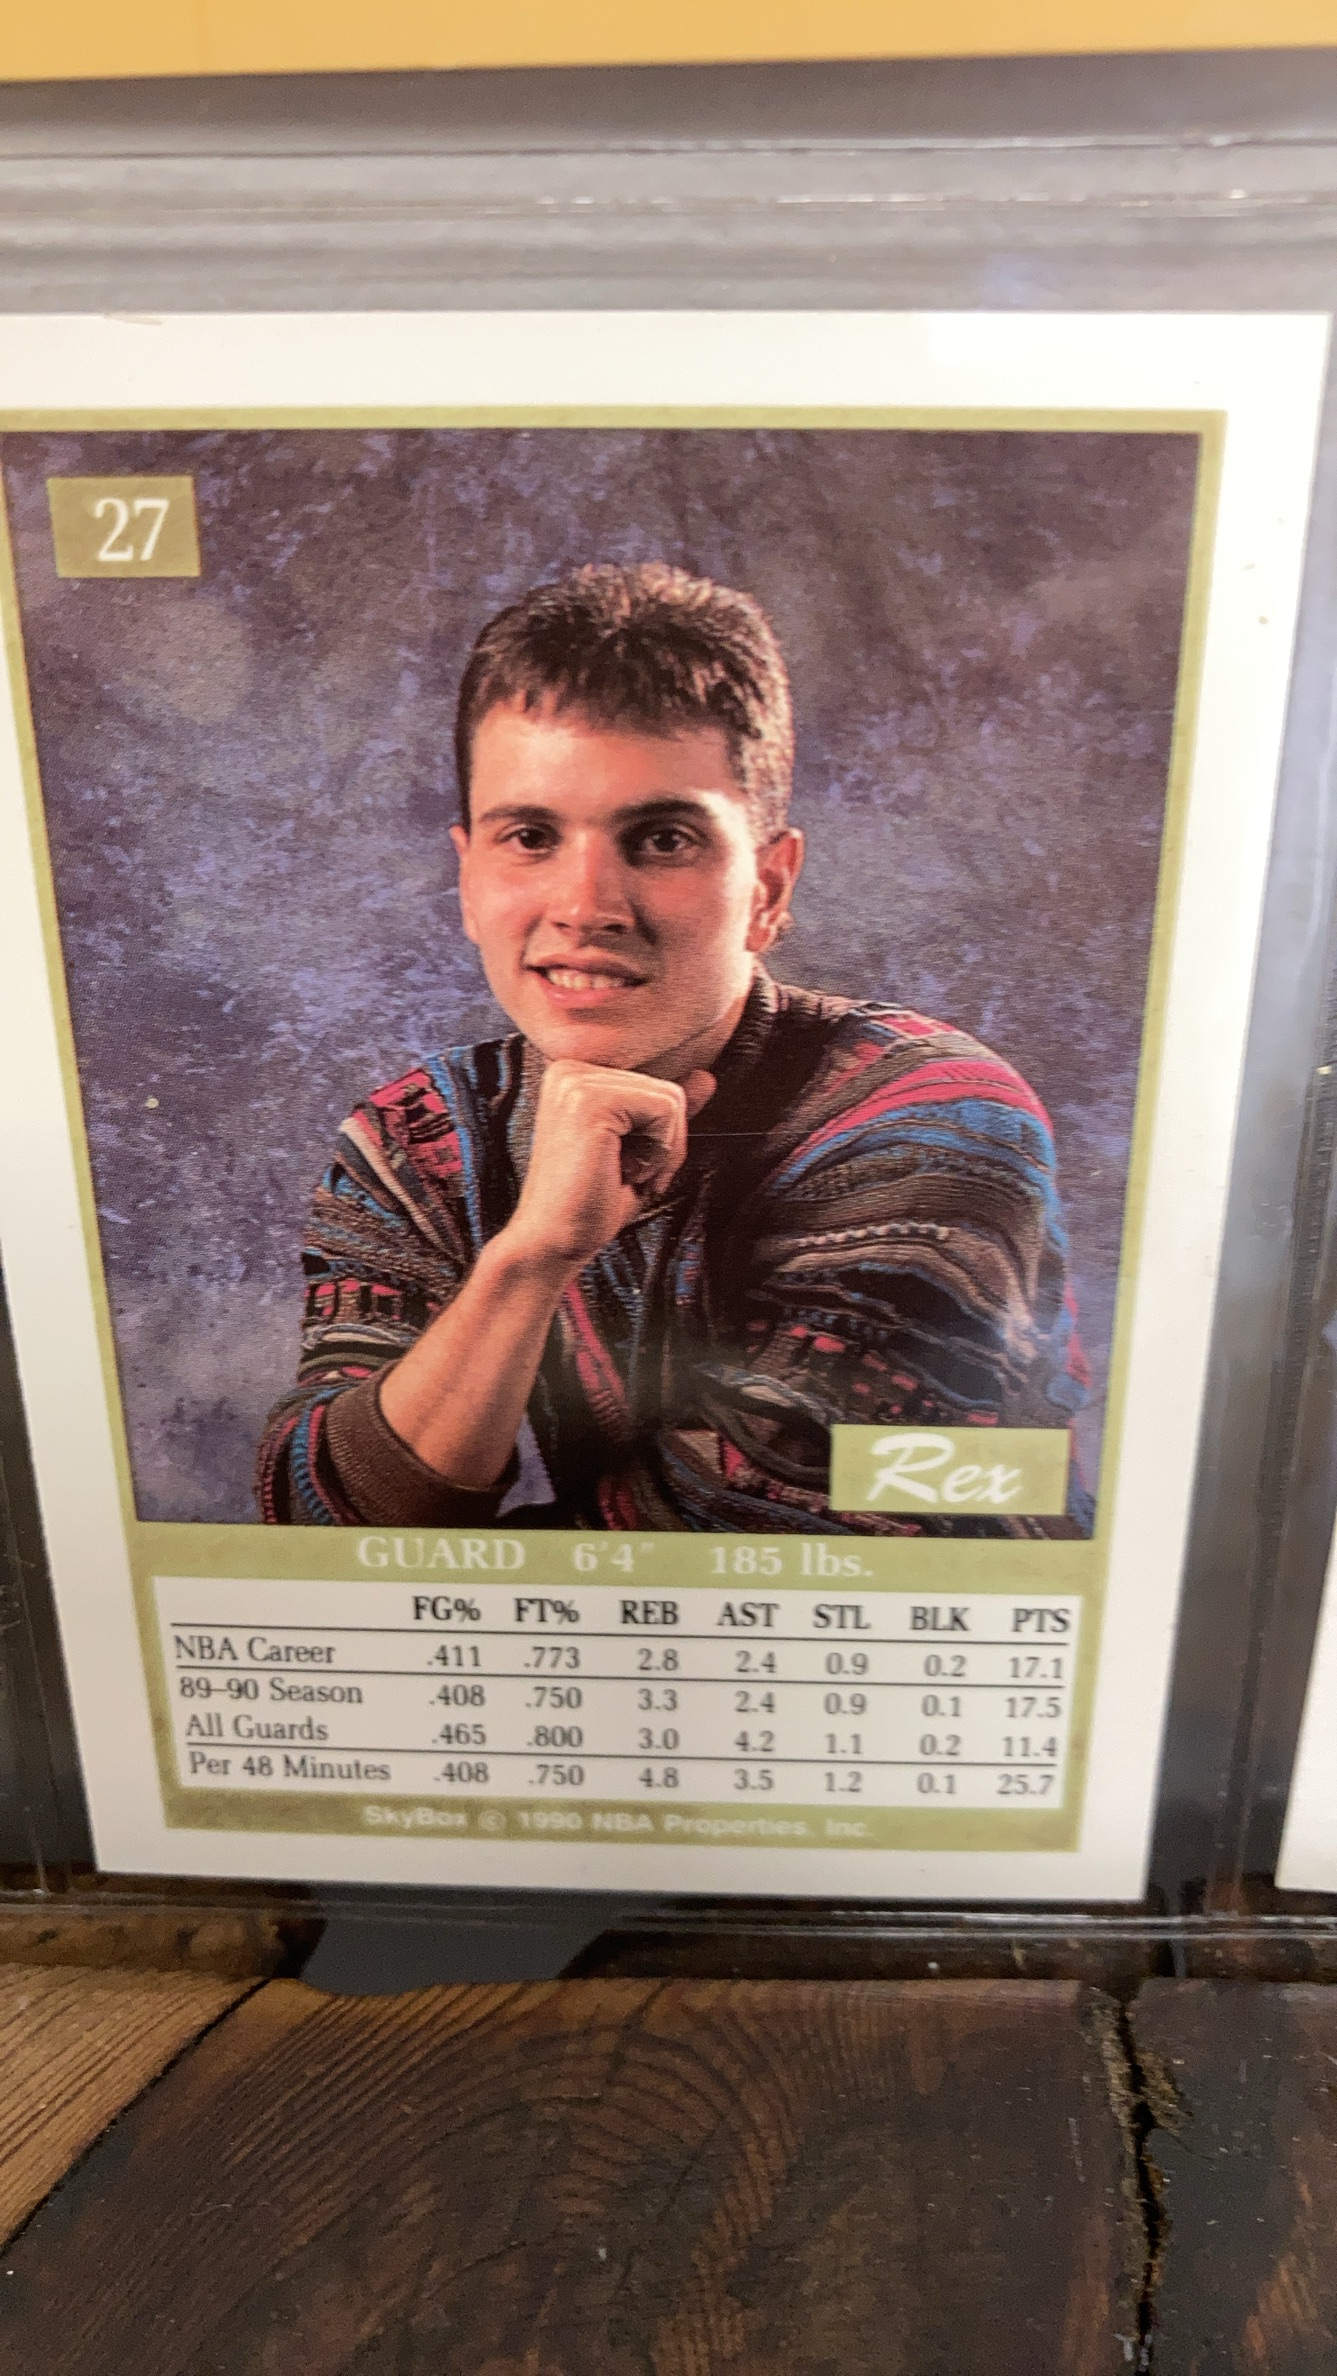 27
Rex
GUARD 6'4" 185 lbs.
FG% FT% REB AST STL BLK PTS
NBA Career .411 .773 2.8 2.4 0.9 0.2 17.1
89–90 Season .408 .750 3.3 2.4 0.9 0.1 17.5
All Guards .465 .800 3.0 4.2 1.1 0.2 11.4
Per 48 Minutes .408 .750 4.8 3.5 1.2 0.1 25.7
SkyBox © 1990 NBA Properties, Inc.